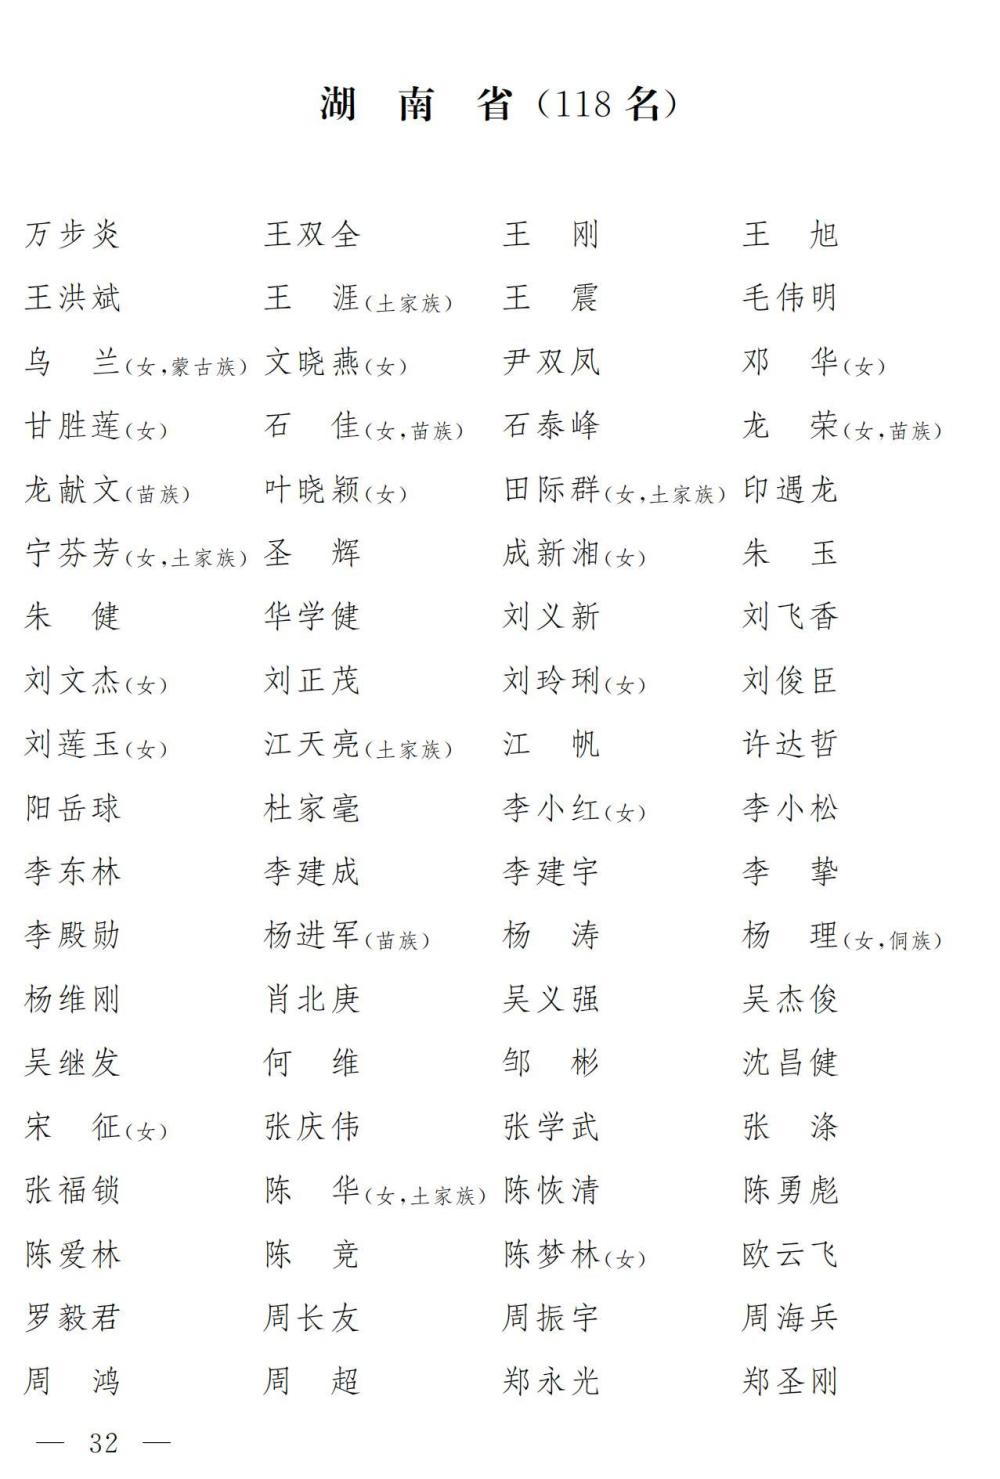 湖　南　省(118名)
万步炎　王双全　王　刚　王　旭
王洪斌　王　涯(土家族)　王　震　毛伟明
乌　兰(女,蒙古族)　文晓燕(女)　尹双凤　邓　华(女)
甘胜莲(女)　石　佳(女,苗族)　石泰峰　龙　荣(女,苗族)
龙献文(苗族)　叶晓颖(女)　田际群(女,土家族)　印遇龙
宁芬芳(女,土家族)　圣　辉　成新湘(女)　朱　玉
朱　健　华学健　刘义新　刘飞香
刘文杰(女)　刘正茂　刘玲琍(女)　刘俊臣
刘莲玉(女)　江天亮(土家族)　江　帆　许达哲
阳岳球　杜家毫　李小红(女)　李小松
李东林　李建成　李建宇　李　挚
李殿勋　杨进军(苗族)　杨　涛　杨　理(女,侗族)
杨维刚　肖北庚　吴义强　吴杰俊
吴继发　何　维　邹　彬　沈昌健
宋　征(女)　张庆伟　张学武　张　涤
张福锁　陈　华(女,土家族)　陈恢清　陈勇彪
陈爱林　陈　竞　陈梦林(女)　欧云飞
罗毅君　周长友　周振宇　周海兵
周　鸿　周　超　郑永光　郑圣刚
— 32 —